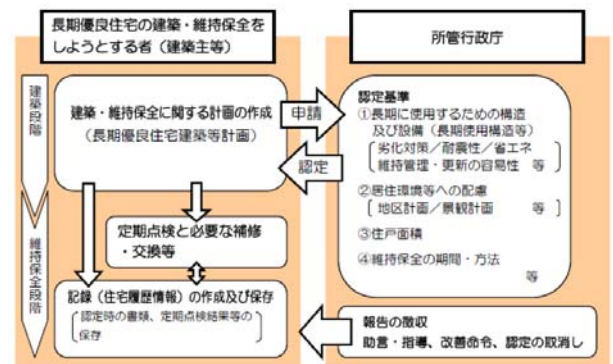 長期優良住宅の建築・維持保全を
しようとする者（建築主等）
所管行政庁
建築段階
維持保全段階
建築・維持保全に関する計画の作成
（長期優良住宅建築等計画）
申請
認定
定期点検と必要な補修
・交換等
記録（住宅履歴情報）の作成及び保存
認定時の書類、定期点検結果等の
保存
認定基準
①長期に使用するための構造
及び設備（長期使用構造等）
劣化対策／耐震性／省エネ
維持管理・更新の容易性　等
②居住環境等への配慮
地区計画／景観計画　等
③住戸面積
④維持保全の期間・方法
等
報告の徴収
助言・指導、改善命令、認定の取消し